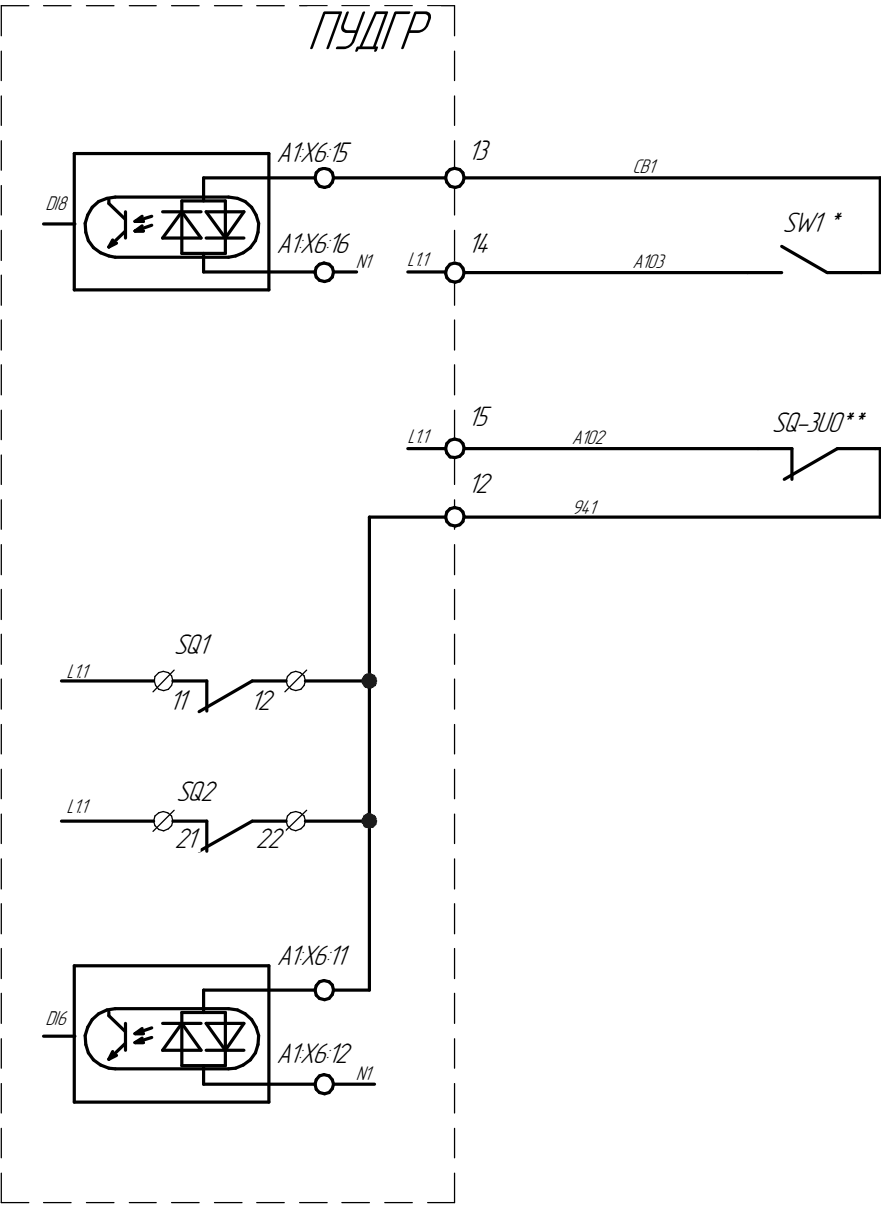 ПУДГР
A1:X6:15
13
СВ1
DI8
SW1 *
A1:X6:16
N1
L1.1
14
A103
15
L1.1
A102
SQ-3U0**
12
94.1
SQ1
L1.1
11
12
SQ2
L1.1
21
22
A1:X6:11
DI6
A1:X6:12
N1